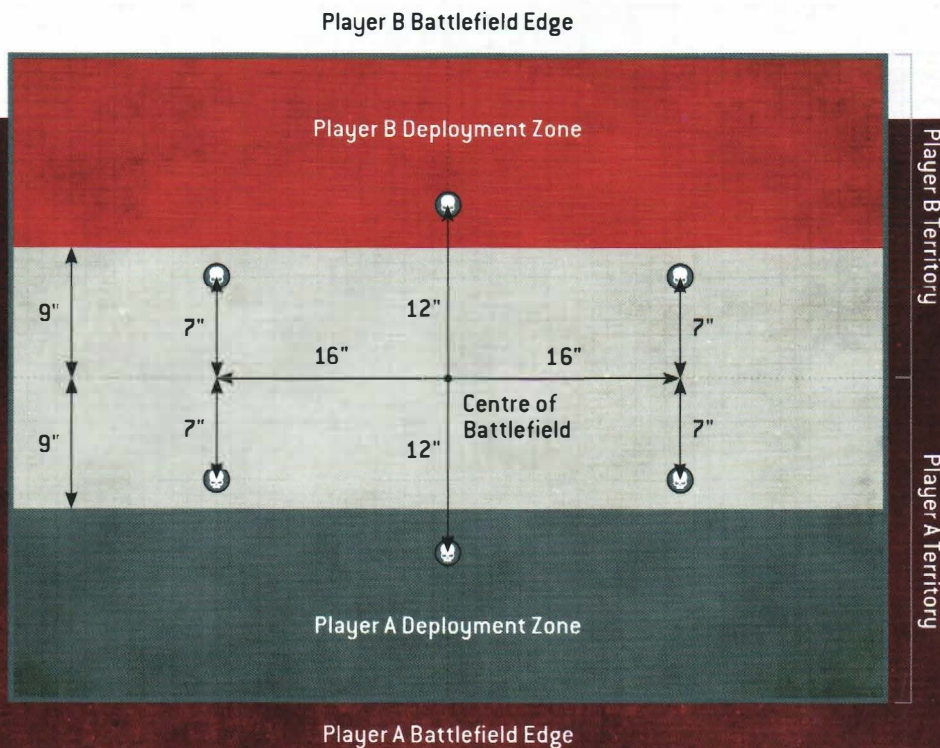 Player B Battlefield Edge
Player B Deployment Zone
Player B Territory
9"
7"
12"
7"
16"
16"
Centre of
Battlefield
9"
7"
12"
7"
Player A Territory
Player A Deployment Zone
Player A Battlefield Edge